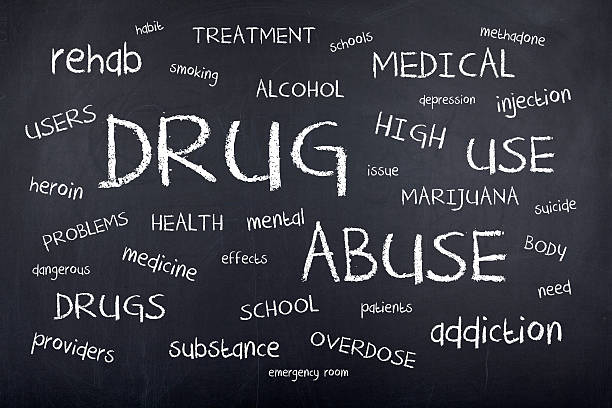 habit
TREATMENT
schools
methadone
rehab
smoking
MEDICAL
ALCOHOL
depression
injection
USERS
DRUG
HIGH
USE
issue
heroin
MARIJUANA
suicide
PROBLEMS
HEALTH
mental
ABUSE
BODY
dangerous
medicine
effects
need
DRUGS
SCHOOL
patients
providers
substance
OVERDOSE
addiction
emergency room